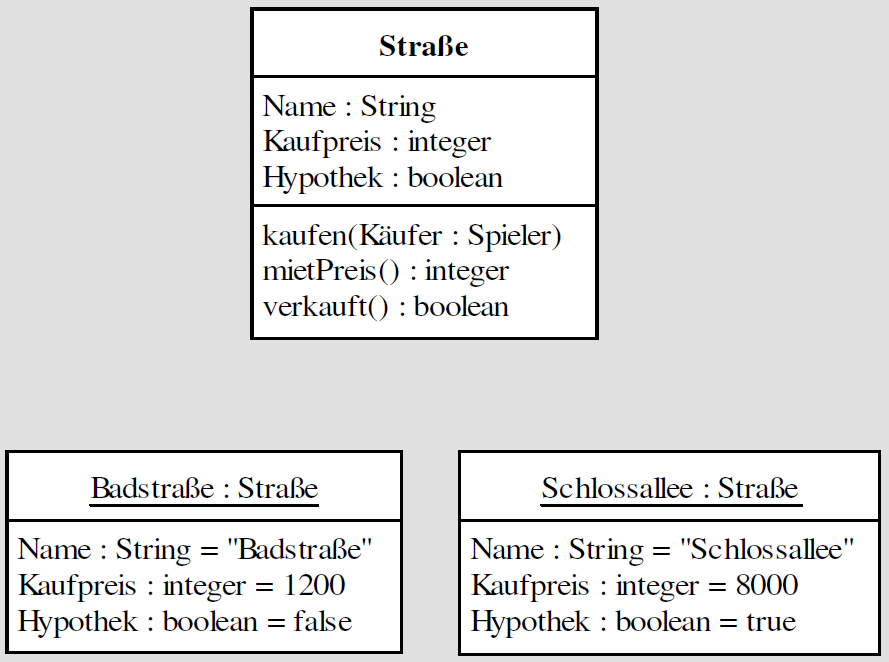 Straße
Name : String
Kaufpreis : integer
Hypothek : boolean
kaufen(Käufer : Spieler)
mietPreis() : integer
verkauft() : boolean
Badstraße : Straße
Name : String = "Badstraße"
Kaufpreis : integer = 1200
Hypothek : boolean = false
Schlossallee : Straße
Name : String = "Schlossallee"
Kaufpreis : integer = 8000
Hypothek : boolean = true